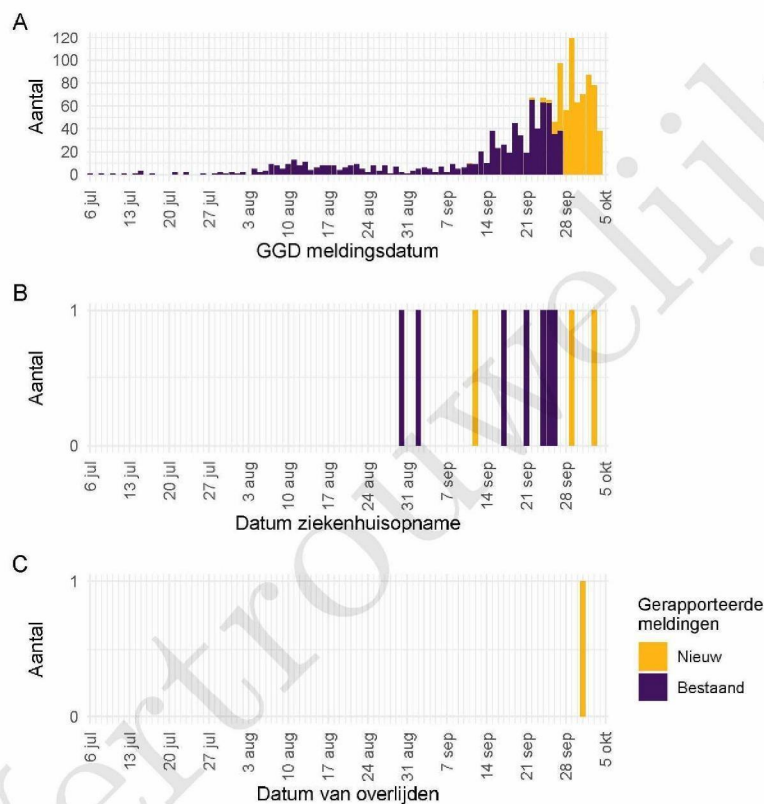 A
120
100
80
60
40
20
0
Aantal
6 jul
13 jul
20 jul
27 jul
3 aug
10 aug
17 aug
24 aug
31 aug
7 sep
14 sep
21 sep
28 sep
5 okt
GGD meldingsdatum
B
1
0
Aantal
6 jul
13 jul
20 jul
27 jul
3 aug
10 aug
17 aug
24 aug
31 aug
7 sep
14 sep
21 sep
28 sep
5 okt
Datum ziekenhuisopname
C
1
0
Aantal
6 jul
13 jul
20 jul
27 jul
3 aug
10 aug
17 aug
24 aug
31 aug
7 sep
14 sep
21 sep
28 sep
5 okt
Datum van overlijden
Gerapporteerde
meldingen
Nieuw
Bestaand